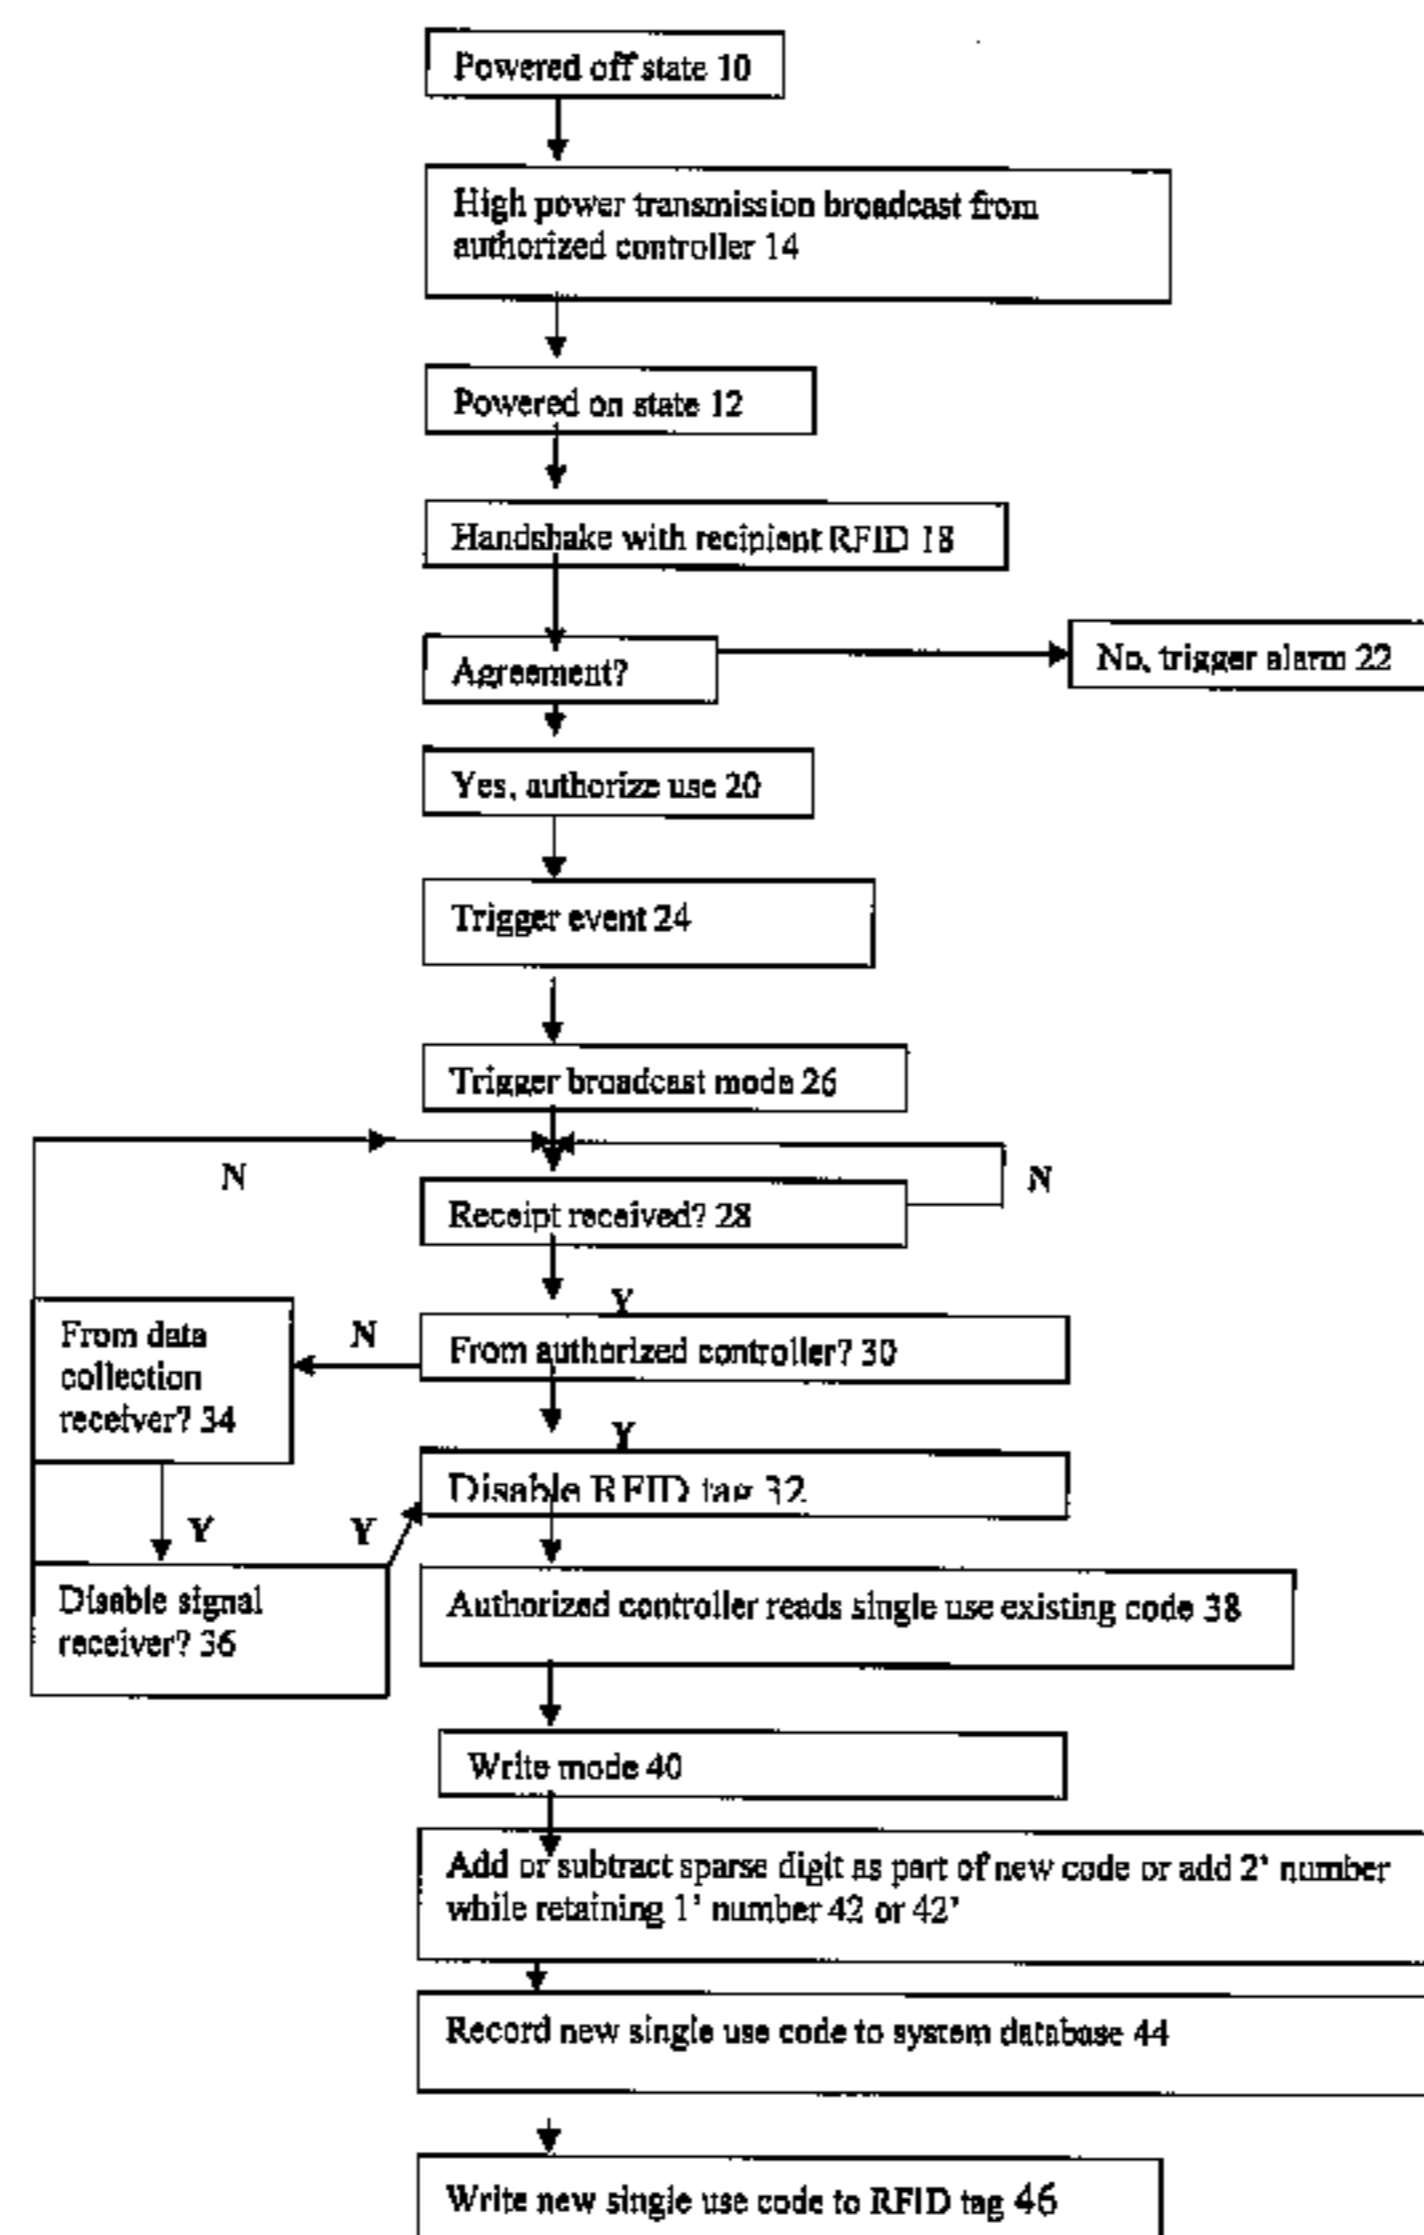 Powered off state 10
High power transmission broadcast from
authorized controller 14
Powered on state 12
Handshake with recipient RFID 18
Agreement?
No, trigger alarm 22
Yes, authorize use 20
Trigger event 24
Trigger broadcast mode 26
N
N
Receipt received? 28
Y
From data
collection
receiver? 34
N
From authorized controller? 30
Y
Disable RFID tag 32
Y
Y
Disable signal
receiver? 36
Authorized controller reads single use existing code 38
Write mode 40
Add or subtract sparse digit as part of new code or add 2' number
while retaining 1' number 42 or 42'
Record new single use code to system database 44
Write new single use code to RFID tag 46